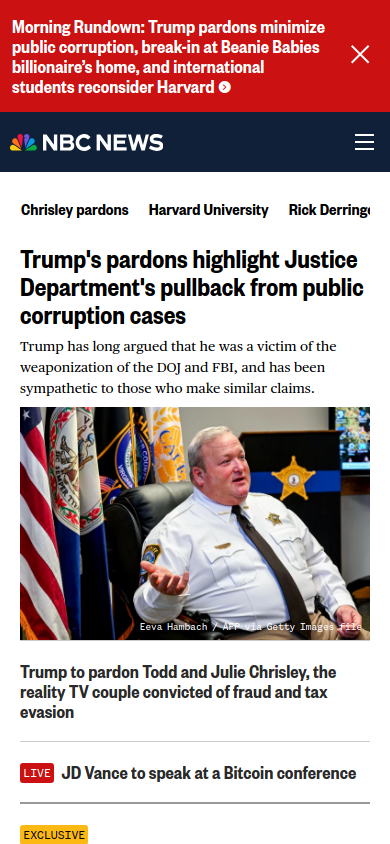 Morning Rundown: Trump pardons minimize
public corruption, break-in at Beanie Babies
billionaire’s home, and international
students reconsider Harvard
NBC NEWS
Chrisley pardons Harvard University Rick Derringe
Trump's pardons highlight Justice
Department's pullback from public
corruption cases
Trump has long argued that he was a victim of the
weaponization of the DOJ and FBI, and has been
sympathetic to those who make similar claims.
Eeva Hambach / AFP via Getty Images file
Trump to pardon Todd and Julie Chrisley, the
reality TV couple convicted of fraud and tax
evasion
LIVE JD Vance to speak at a Bitcoin conference
EXCLUSIVE